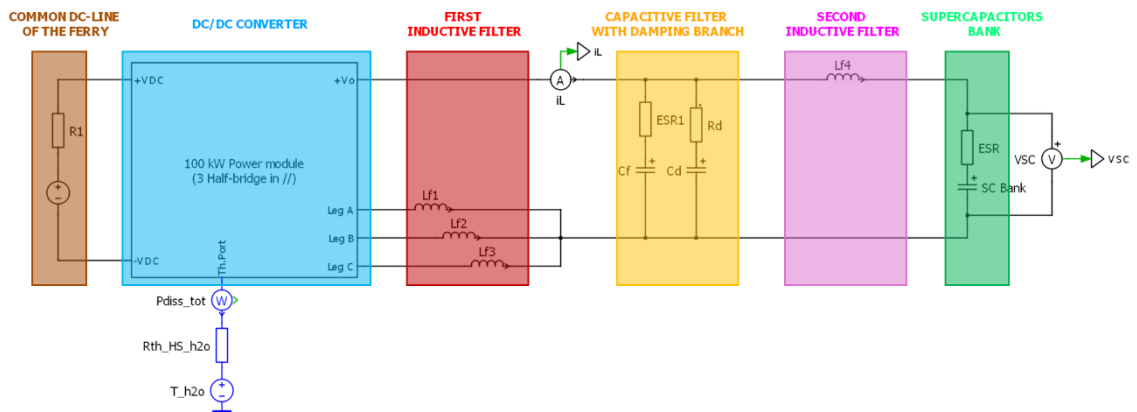 COMMON DC-LINE
OF THE FERRY
DC/DC CONVERTER
FIRST
INDUCTIVE FILTER
CAPACITIVE FILTER
WITH DAMPING BRANCH
SECOND
INDUCTIVE FILTER
SUPERCAPACITORS
BANK
+VDC
+Vo
A
iL
iL
Lf4
R1
ESR1
Rd
100 kW Power module
(3 Half-bridge in //)
ESR
VSC
V
vsc
Cf
Cd
SC Bank
Leg A
Lf1
Leg B
Lf2
Leg C
Lf3
-VDC
Th.Port
Pdiss_tot
W
Rth_HS_h2o
T_h2o